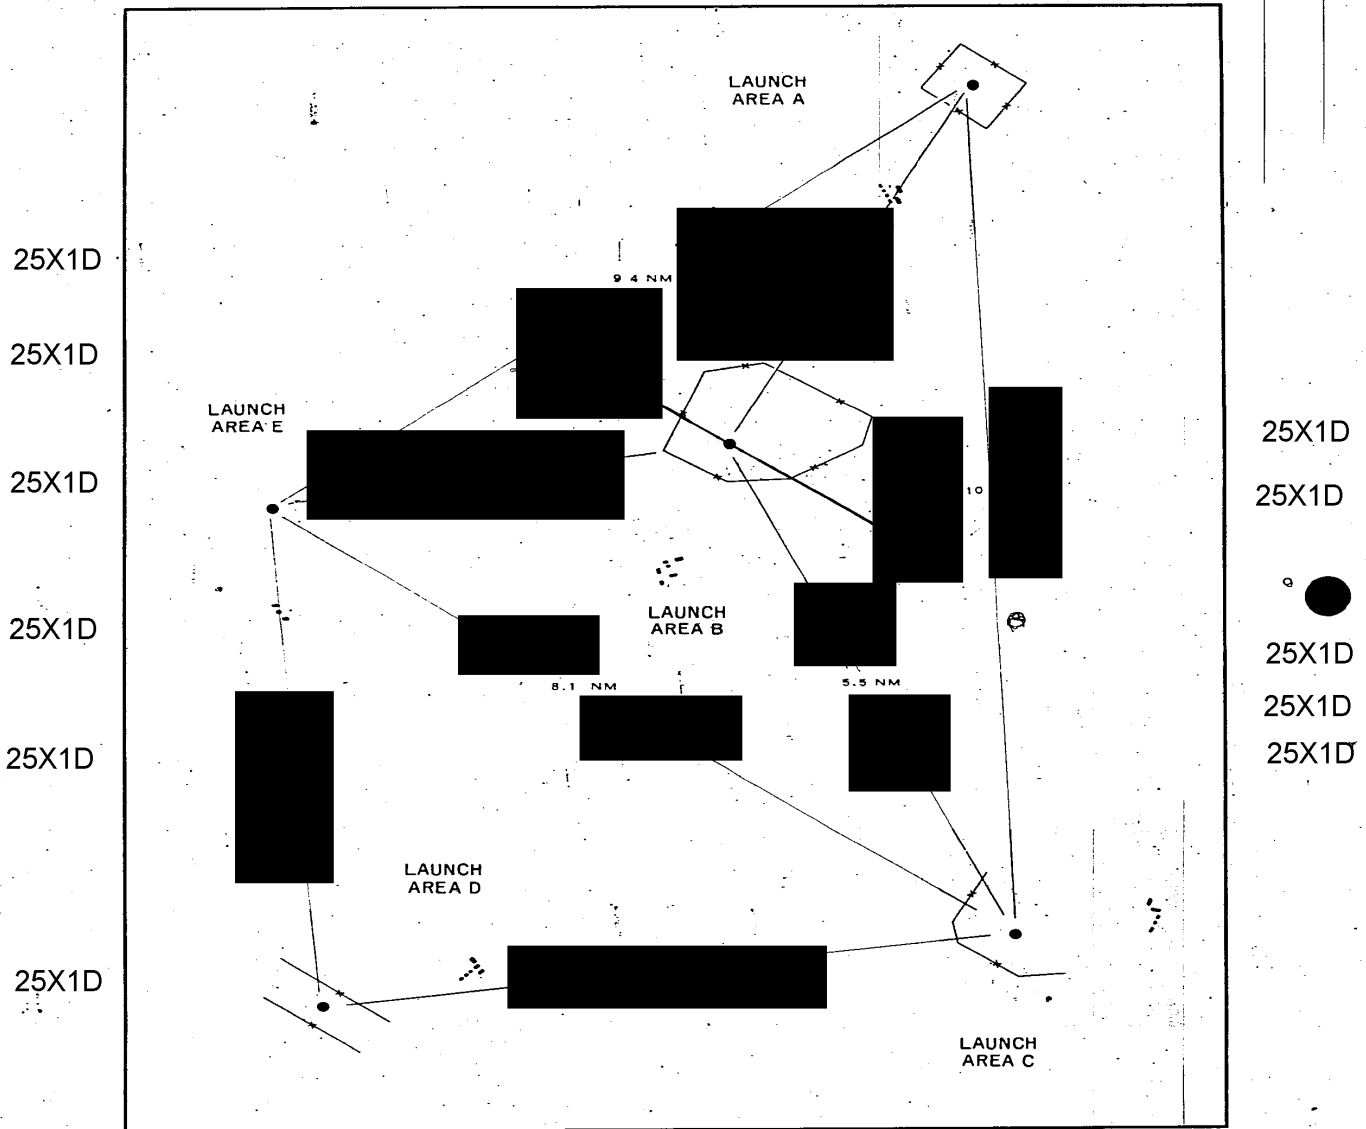 LAUNCH
AREA A
25X1D
9.4 NM
25X1D
LAUNCH
AREA E
25X1D
25X1D
10
25X1D
LAUNCH
AREA B
25X1D
25X1D
8.1 NM
5.5 NM
25X1D
25X1D
25X1D
LAUNCH
AREA D
25X1D
LAUNCH
AREA C